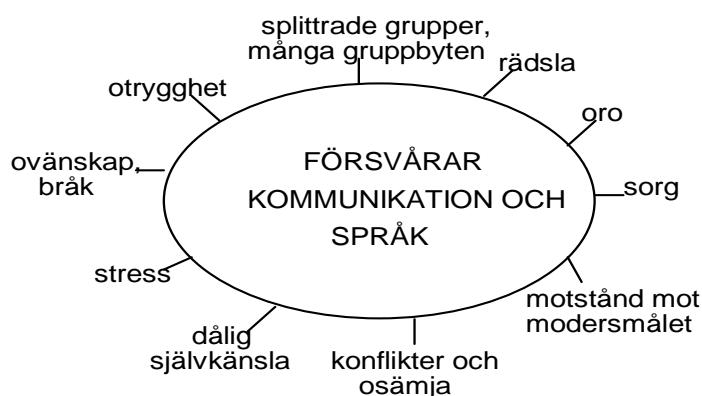 splittrade grupper,
många gruppbyten
rädsla
otrygghet
oro
ovänskap,
bråk
FÖRSVÅRAR
KOMMUNIKATION OCH
SPRÅK
sorg
stress
motstånd mot
modersmålet
dålig
självkänsla
konflikter och
osämja